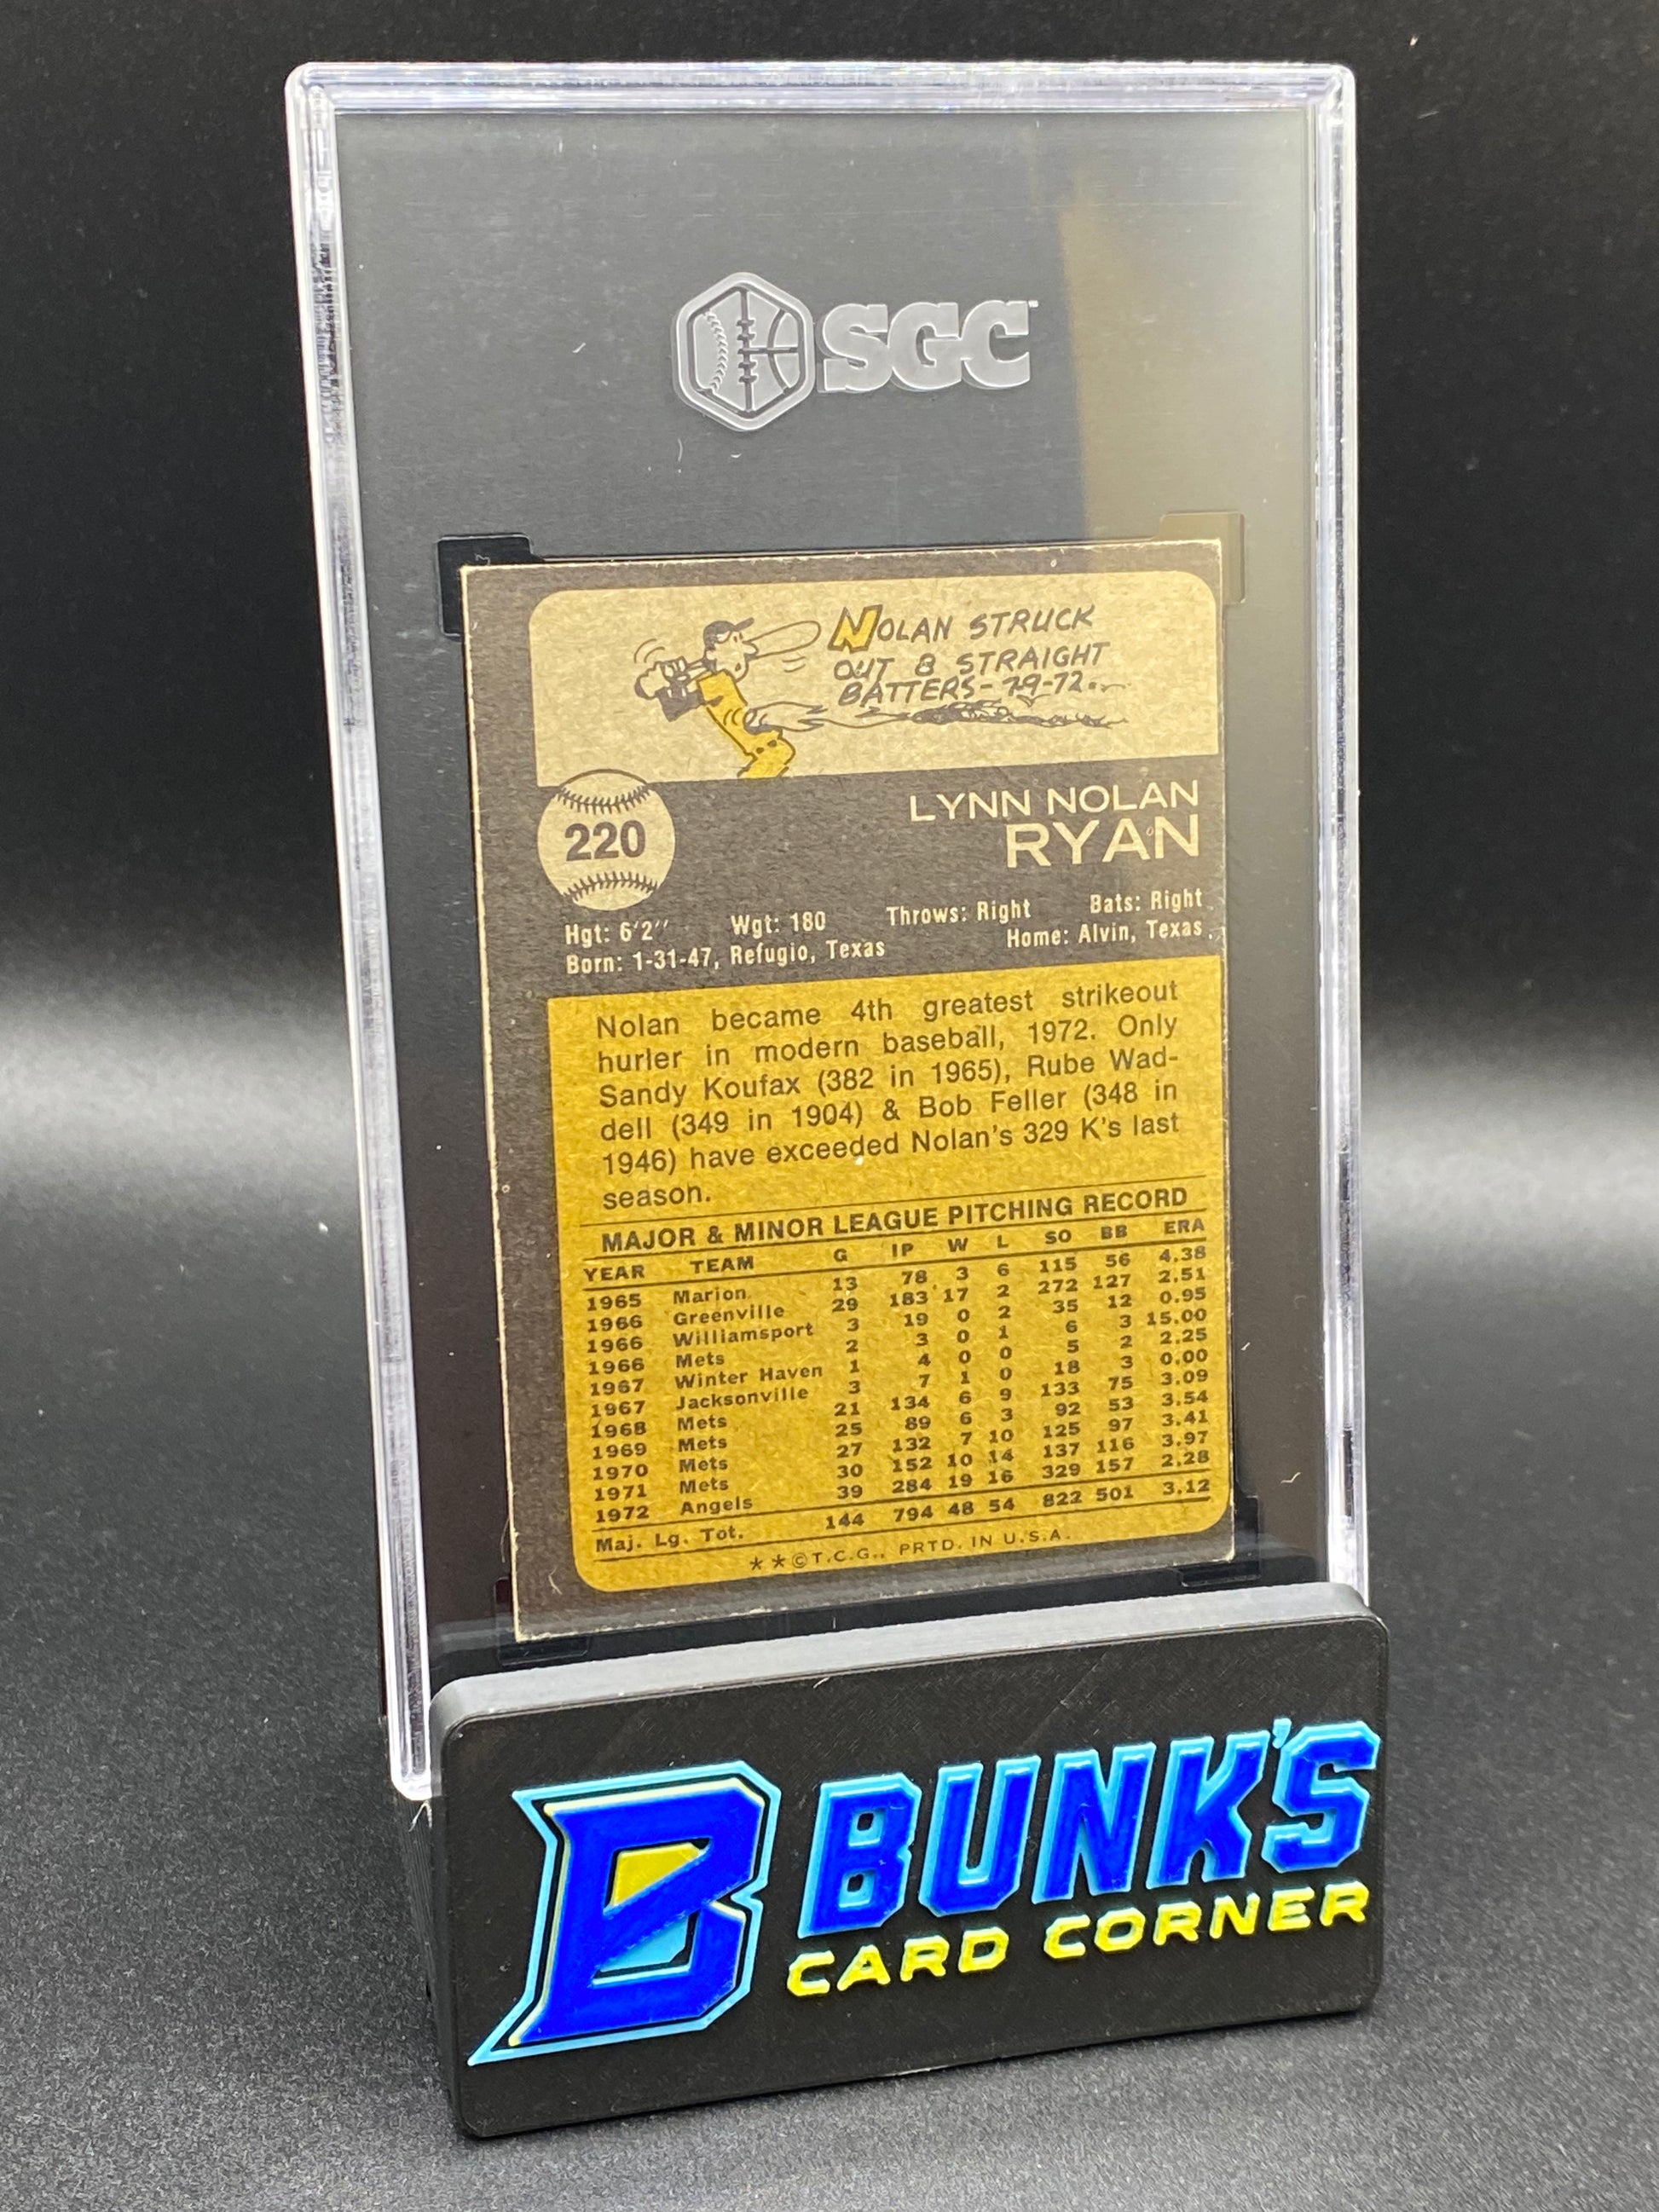 SGC™
NOLAN STRUCK
OUT 8 STRAIGHT
BATTERS-7-9-72.
220
LYNN NOLAN
RYAN
Hgt: 6'2'' Wgt: 180 Throws: Right Bats: Right
Born: 1-31-47, Refugio, Texas Home: Alvin, Texas
Nolan became 4th greatest strikeout
hurler in modern baseball, 1972. Only
Sandy Koufax (382 in 1965), Rube Wad-
dell (349 in 1904) & Bob Feller (348 in
1946) have exceeded Nolan's 329 K's last
season.
MAJOR & MINOR LEAGUE PITCHING RECORD
YEAR TEAM G IP W L SO BB ERA
1965 Marion 13 78 3 6 115 56 4.38
1966 Greenville 29 183 17 2 272 127 2.51
1966 Williamsport 3 19 0 2 35 12 0.95
1966 Mets 2 3 0 1 6 3 15.00
1967 Winter Haven 1 4 0 0 5 2 2.25
1967 Jacksonville 3 7 1 0 18 3 0.00
1968 Mets 21 134 6 9 133 75 3.09
1969 Mets 25 89 6 3 92 53 3.54
1970 Mets 27 132 7 10 125 97 3.41
1971 Mets 30 152 10 14 137 116 3.97
1972 Angels 39 284 19 16 329 157 2.28
Maj. Lg. Tot. 144 794 48 54 822 501 3.12
**©T.C.G., PRTD. IN U.S.A.
B BUNK'S
CARD CORNER